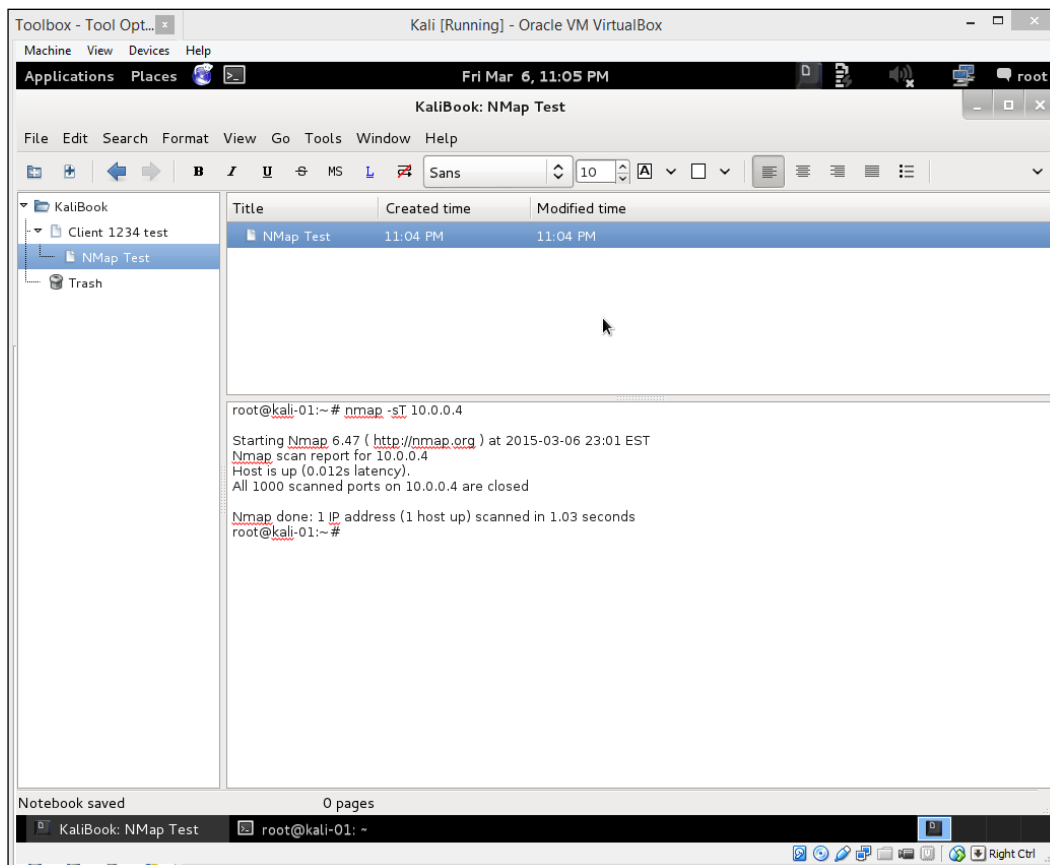 Toolbox - Tool Opt...
Kali [Running] - Oracle VM VirtualBox
Machine View Devices Help
Applications Places Fri Mar 6, 11:05 PM root
KaliBook: NMap Test
File Edit Search Format View Go Tools Window Help
B I U S MS L Sans 10 A
KaliBook
Client 1234 test
NMap Test
Trash
Title Created time Modified time
NMap Test 11:04 PM 11:04 PM
root@kali-01:~# nmap -sT 10.0.0.4
Starting Nmap 6.47 ( http://nmap.org ) at 2015-03-06 23:01 EST
Nmap scan report for 10.0.0.4
Host is up (0.012s latency).
All 1000 scanned ports on 10.0.0.4 are closed
Nmap done: 1 IP address (1 host up) scanned in 1.03 seconds
root@kali-01:~#
Notebook saved 0 pages
KaliBook: NMap Test root@kali-01: ~
Right Ctrl